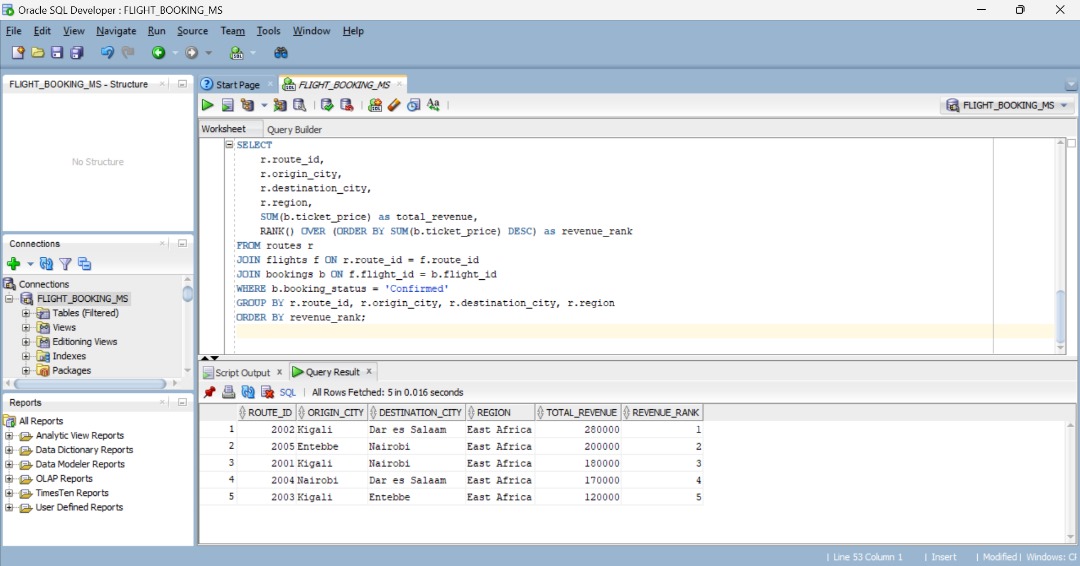 Oracle SQL Developer : FLIGHT_BOOKING_MS
File Edit View Navigate Run Source Team Tools Window Help
FLIGHT_BOOKING_MS - Structure
No Structure
Connections
Connections
FLIGHT_BOOKING_MS
Tables (Filtered)
Views
Editioning Views
Indexes
Packages
Reports
All Reports
Analytic View Reports
Data Dictionary Reports
Data Modeler Reports
OLAP Reports
TimesTen Reports
User Defined Reports
Start Page FLIGHT_BOOKING_MS
FLIGHT_BOOKING_MS
Worksheet Query Builder
SELECT
r.route_id,
r.origin_city,
r.destination_city,
r.region,
SUM(b.ticket_price) as total_revenue,
RANK() OVER (ORDER BY SUM(b.ticket_price) DESC) as revenue_rank
FROM routes r
JOIN flights f ON r.route_id = f.route_id
JOIN bookings b ON f.flight_id = b.flight_id
WHERE b.booking_status = 'Confirmed'
GROUP BY r.route_id, r.origin_city, r.destination_city, r.region
ORDER BY revenue_rank;
Script Output x Query Result x
SQL | All Rows Fetched: 5 in 0.016 seconds
ROUTE_ID ORIGIN_CITY DESTINATION_CITY REGION TOTAL_REVENUE REVENUE_RANK
1 2002 Kigali Dar es Salaam East Africa 280000 1
2 2005 Entebbe Nairobi East Africa 200000 2
3 2001 Kigali Nairobi East Africa 180000 3
4 2004 Nairobi Dar es Salaam East Africa 170000 4
5 2003 Kigali Entebbe East Africa 120000 5
| Line 53 Column 1 | Insert | Modified | Windows: C